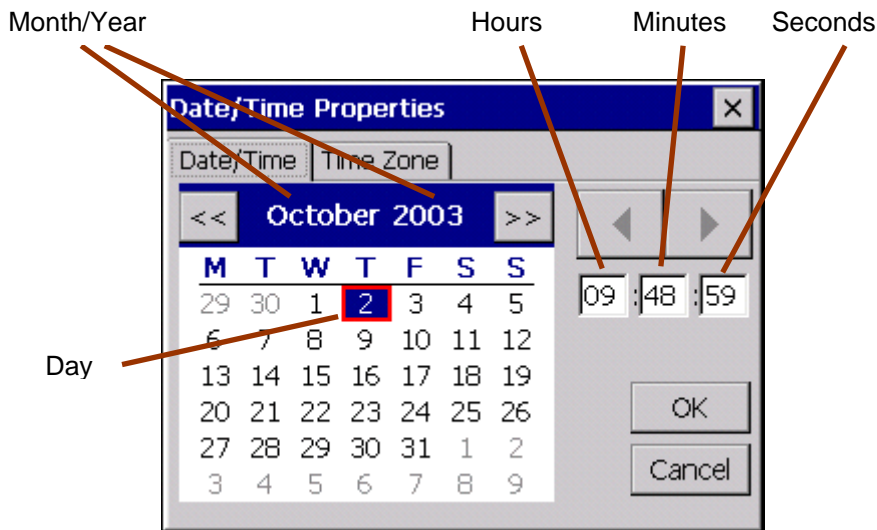 Month/Year Hours Minutes Seconds
Date/Time Properties ×
Date/Time Time Zone
<< October 2003 >>
M T W T F S S
29 30 1 2 3 4 5
09 :48 :59
6 7 8 9 10 11 12
Day
13 14 15 16 17 18 19
20 21 22 23 24 25 26
OK
27 28 29 30 31 1 2
Cancel
3 4 5 6 7 8 9